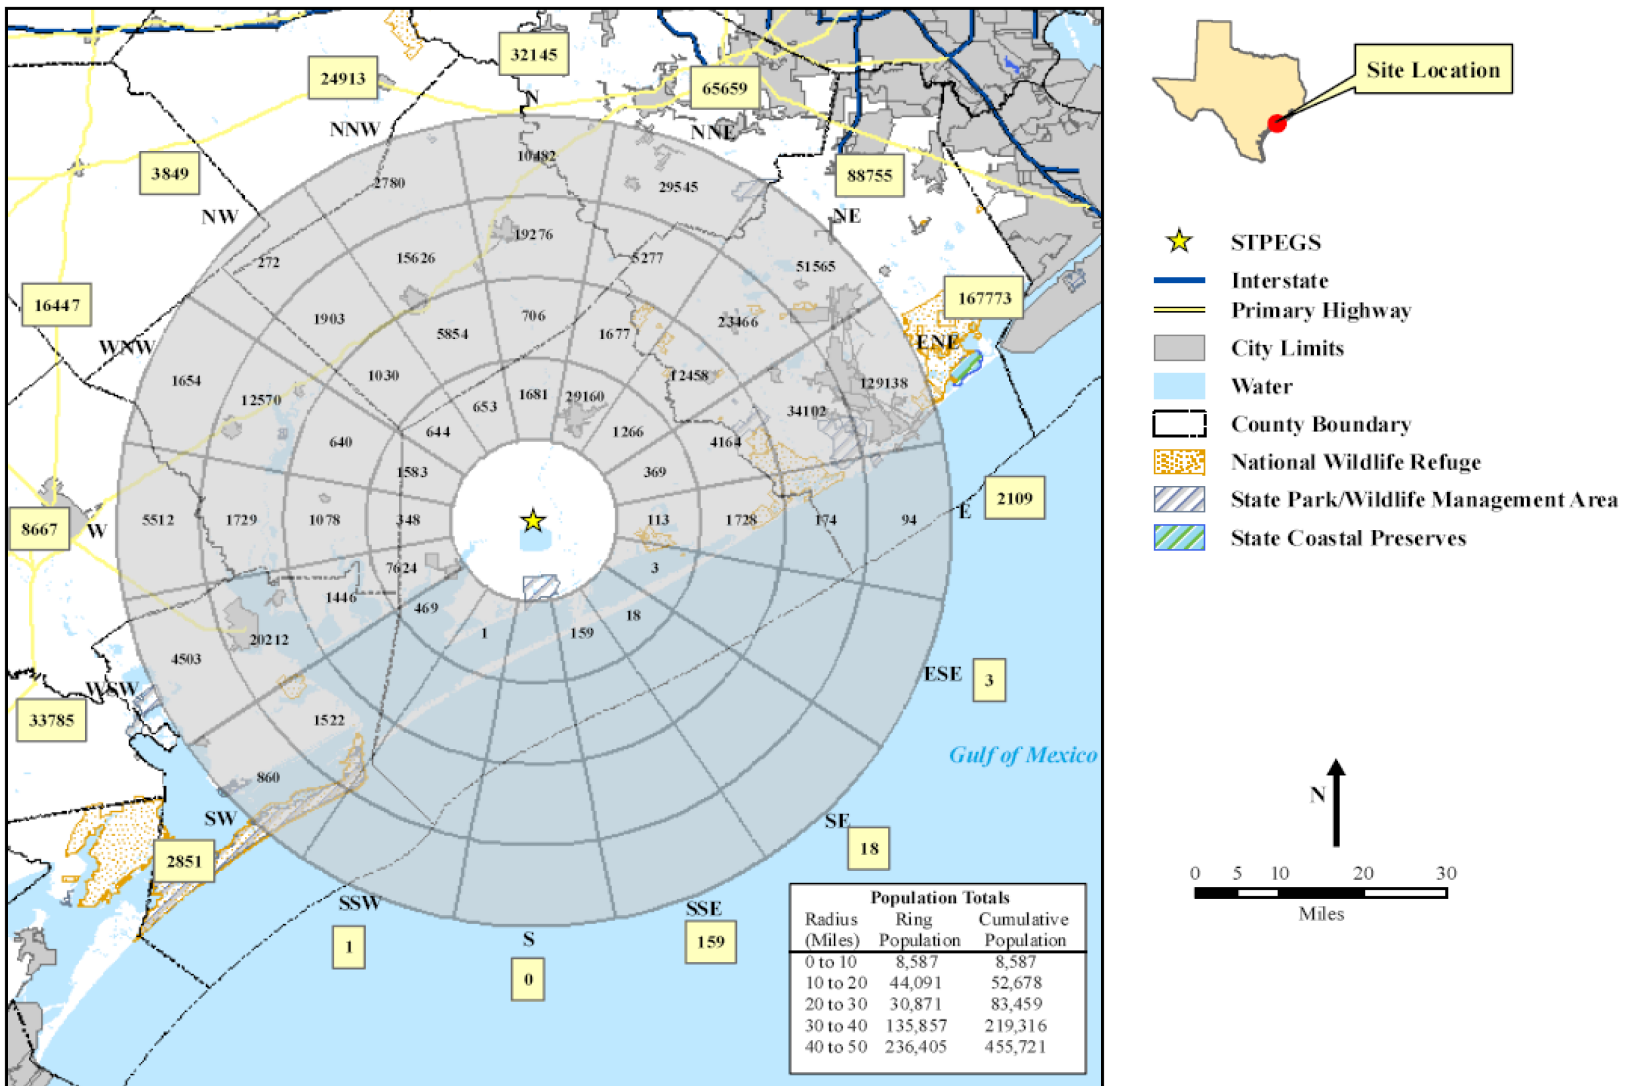 32145
24913
65659
Site Location
N
NNW
NNE
10482
3849
2780
29545
88755
NW
NE
19276
STPEGS
272
15626
5277
51565
Interstate
16447
167773
Primary Highway
1903
5854
706
1677
23466
WNW
ENE
City Limits
1654
1030
12458
129138
Water
12570
653
1681
29160
34102
County Boundary
640
644
1266
4164
National Wildlife Refuge
1583
369
State Park/Wildlife Management Area
8667
W
5512
1729
1078
348
113
1728
174
94
E
2109
State Coastal Preserves
7624
3
1446
469
18
20212
1
159
4503
WSW
ESE
3
33785
1522
Gulf of Mexico
860
N
SW
SE
2851
18
0 5 10 20 30
Miles
SSW
SSE
1
S
159
0
Population Totals
Radius Ring Cumulative
(Miles) Population Population
0 to 10 8,587 8,587
10 to 20 44,091 52,678
20 to 30 30,871 83,459
30 to 40 135,857 219,316
40 to 50 236,405 455,721